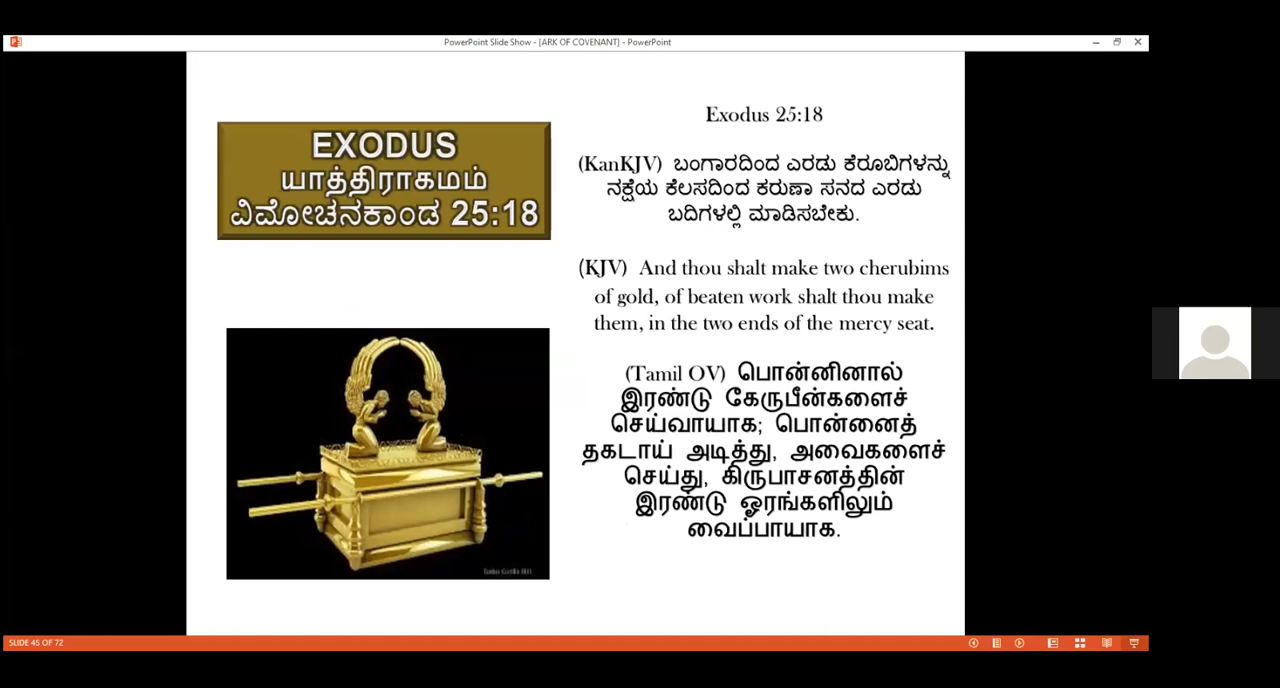 PowerPoint Slide Show - [ARK OF COVENANT] - PowerPoint
EXODUS
யாத்திராகமம்
ವಿಮೋಚನಕಾಂಡ 25:18
Exodus 25:18
(KanKJV) ಬಂಗಾರದಿಂದ ಎರಡು ಕೆರೂಬಿಗಳನ್ನು
ನಕ್ಷೆಯ ಕೆಲಸದಿಂದ ಕರುಣಾ ಸನದ ಎರಡು
ಬದಿಗಳಲ್ಲಿ ಮಾಡಿಸಬೇಕು.
(KJV) And thou shalt make two cherubims
of gold, of beaten work shalt thou make
them, in the two ends of the mercy seat.
(Tamil OV) பொன்னினால்
இரண்டு கேருபீன்களைச்
செய்வாயாக; பொன்னைத்
தகடாய் அடித்து, அவைகளைச்
செய்து, கிருபாசனத்தின்
இரண்டு ஓரங்களிலும்
வைப்பாயாக.
SLIDE 45 OF 72